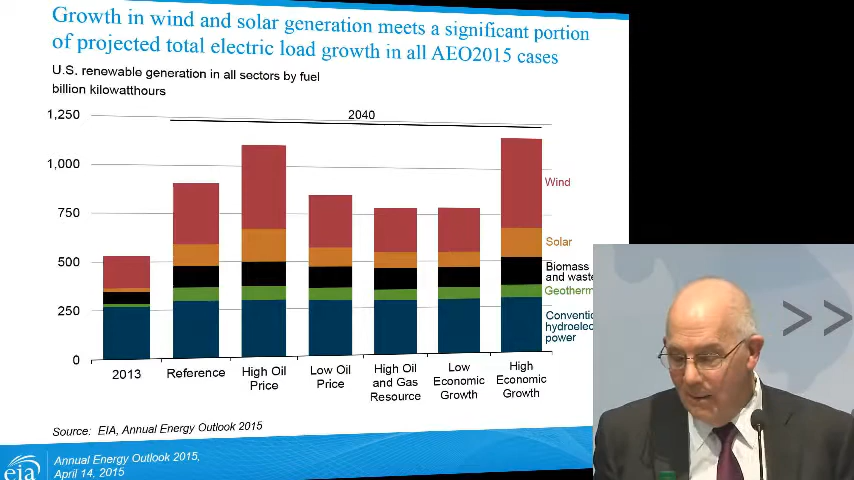 Growth in wind and solar generation meets a significant portion
of projected total electric load growth in all AEO2015 cases
U.S. renewable generation in all sectors by fuel
billion kilowatthours
2040
1,250
1,000
750
500
250
0
Wind
Solar
Biomass
and waste
Geotherm
Conventic
hydroelec
power
2013
Reference
High Oil
Price
Low Oil
Price
High Oil
and Gas
Resource
Low
Economic
Growth
High
Economic
Growth
Source: EIA, Annual Energy Outlook 2015
eia
Annual Energy Outlook 2015,
April 14, 2015
>>